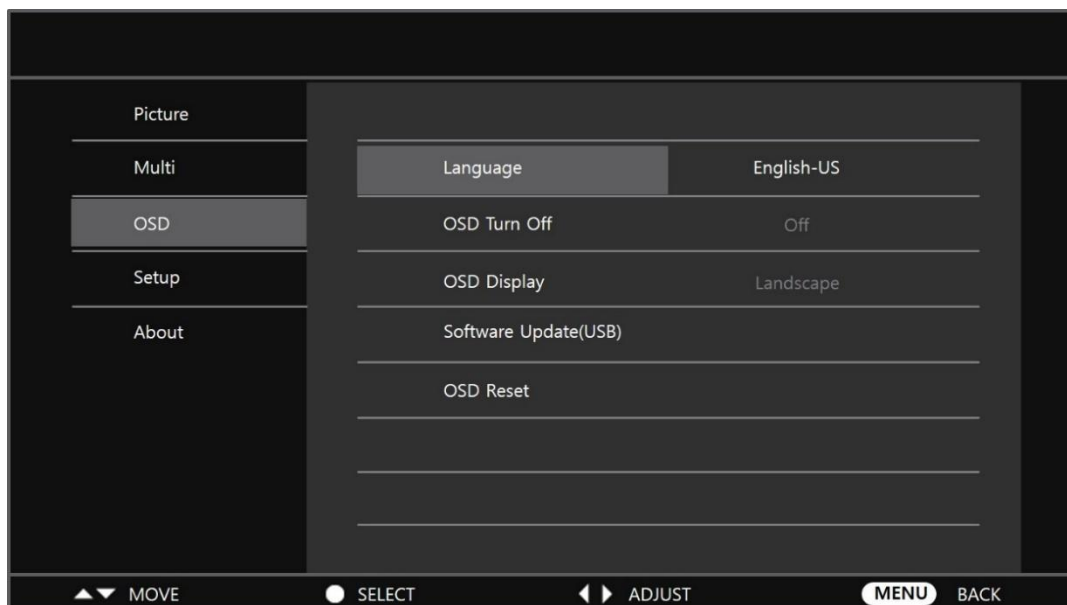 Picture
Multi
OSD
Setup
About
Language English-US
OSD Turn Off Off
OSD Display Landscape
Software Update(USB)
OSD Reset
MOVE SELECT ADJUST MENU BACK